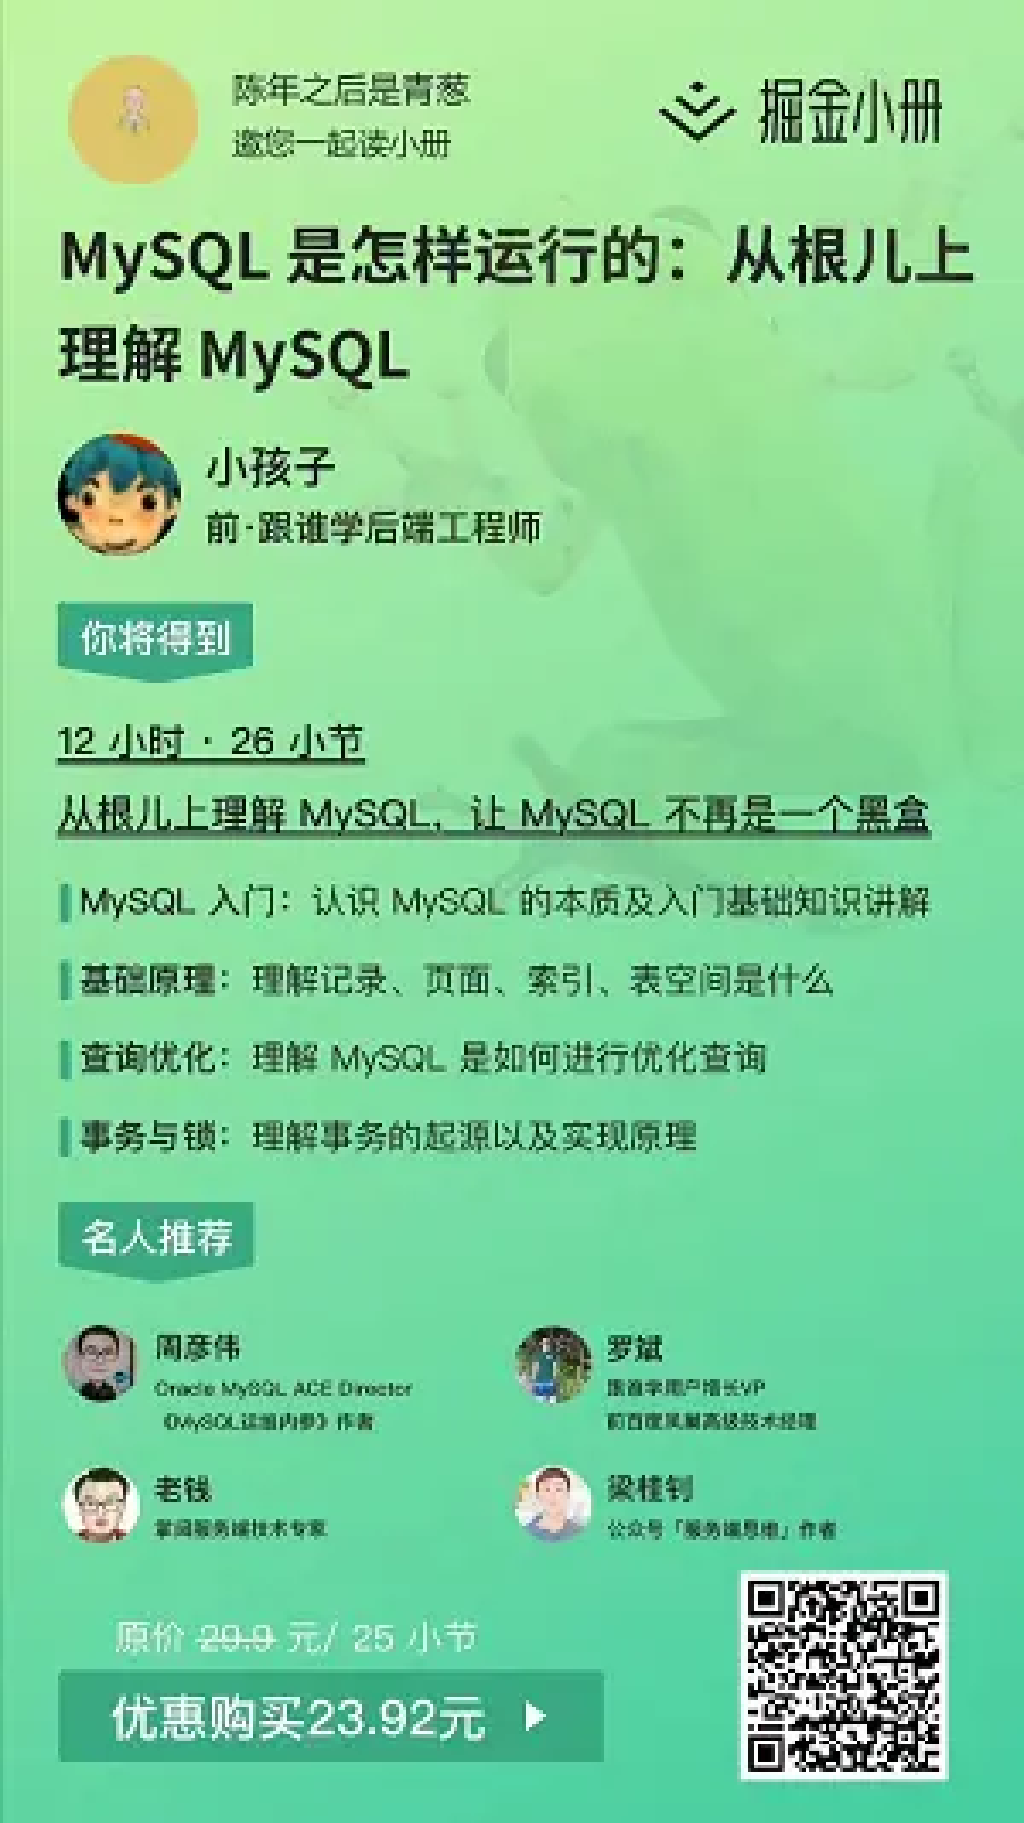 陈年之后是青葱
邀您一起读小册
掘金小册
MySQL 是怎样运行的：从根儿上
理解 MySQL
小孩子
前·跟谁学后端工程师
你将得到
12 小时 · 26 小节
从根儿上理解 MySQL，让 MySQL 不再是一个黑盒
MySQL 入门：认识 MySQL 的本质及入门基础知识讲解
基础原理：理解记录、页面、索引、表空间是什么
查询优化：理解 MySQL 是如何进行优化查询
事务与锁：理解事务的起源以及实现原理
名人推荐
周彦伟
Oracle MySQL ACE Director
《MySQL运维内参》作者
罗斌
跟谁学用户增长VP
前百度凤巢高级技术经理
老钱
掌阅服务端技术专家
梁桂钊
公众号「服务端思维」作者
原价 29.9 元/ 25 小节
优惠购买23.92元